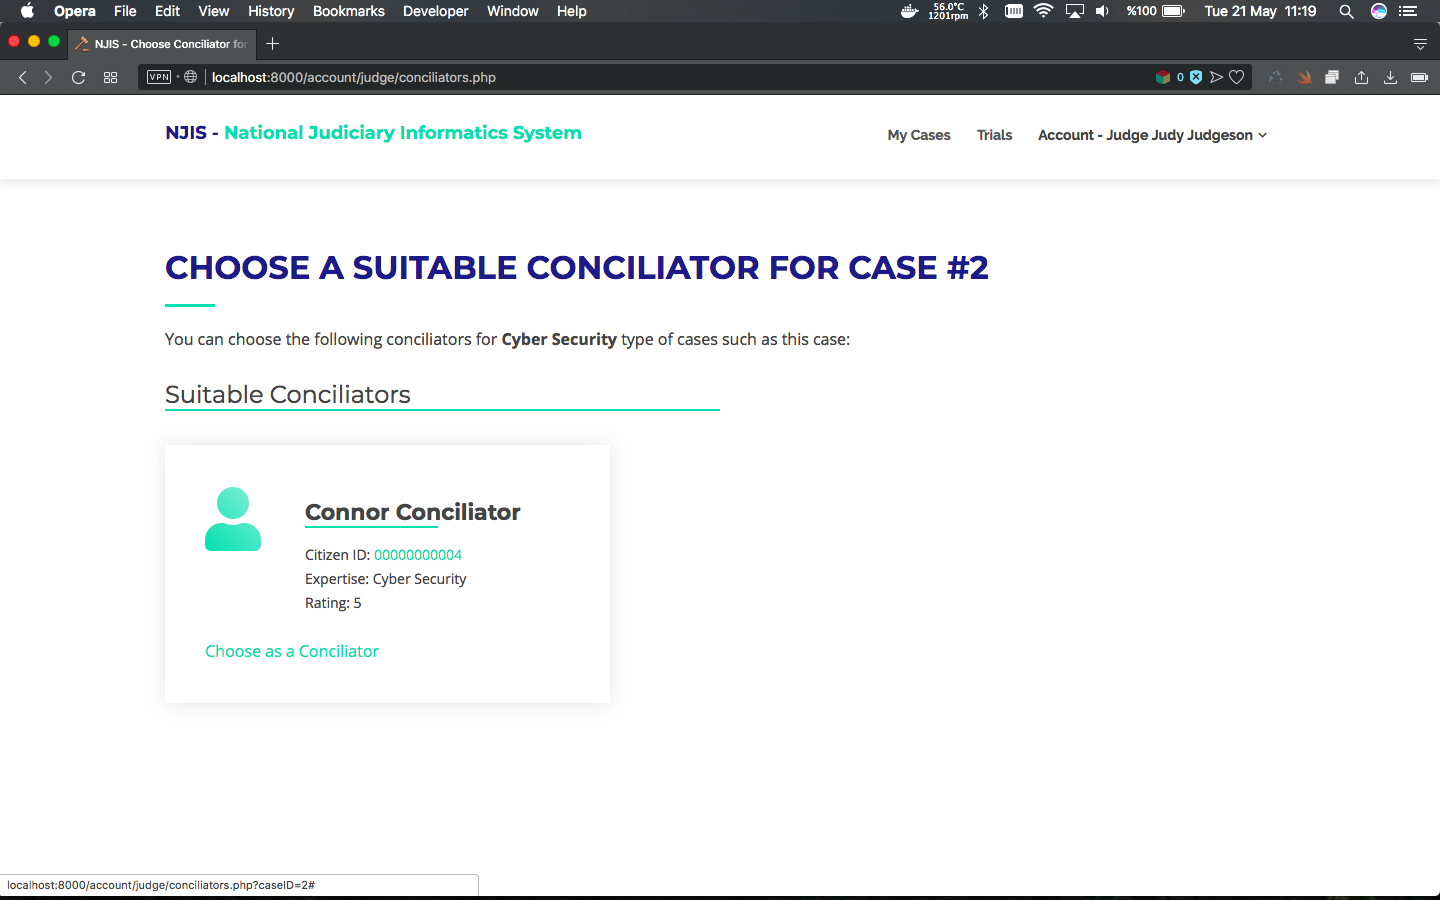 Opera File Edit View History Bookmarks Developer Window Help 56.0°C 1201rpm %100 Tue 21 May 11:19
NJIS - Choose Conciliator for
VPN localhost:8000/account/judge/conciliators.php 0
NJIS - National Judiciary Informatics System
My Cases Trials Account - Judge Judy Judgeson
CHOOSE A SUITABLE CONCILIATOR FOR CASE #2
You can choose the following conciliators for Cyber Security type of cases such as this case:
Suitable Conciliators
Connor Conciliator
Citizen ID: 00000000004
Expertise: Cyber Security
Rating: 5
Choose as a Conciliator
localhost:8000/account/judge/conciliators.php?caseID=2#